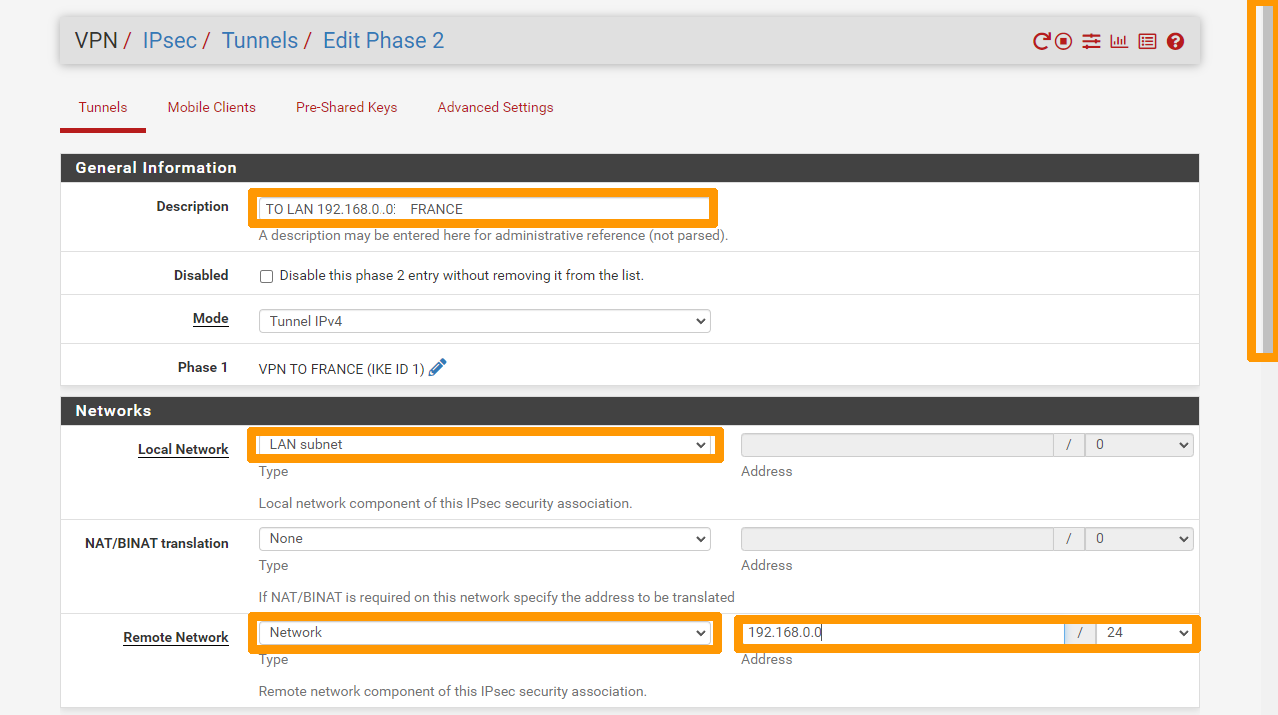 VPN / IPsec / Tunnels / Edit Phase 2
Tunnels Mobile Clients Pre-Shared Keys Advanced Settings
General Information
Description TO LAN 192.168.0.0: FRANCE
A description may be entered here for administrative reference (not parsed).
Disabled Disable this phase 2 entry without removing it from the list.
Mode Tunnel IPv4
Phase 1 VPN TO FRANCE (IKE ID 1)
Networks
Local Network LAN subnet / 0
Type Address
Local network component of this IPsec security association.
NAT/BINAT translation None / 0
Type Address
If NAT/BINAT is required on this network specify the address to be translated
Remote Network Network 192.168.0.0 / 24
Type Address
Remote network component of this IPsec security association.